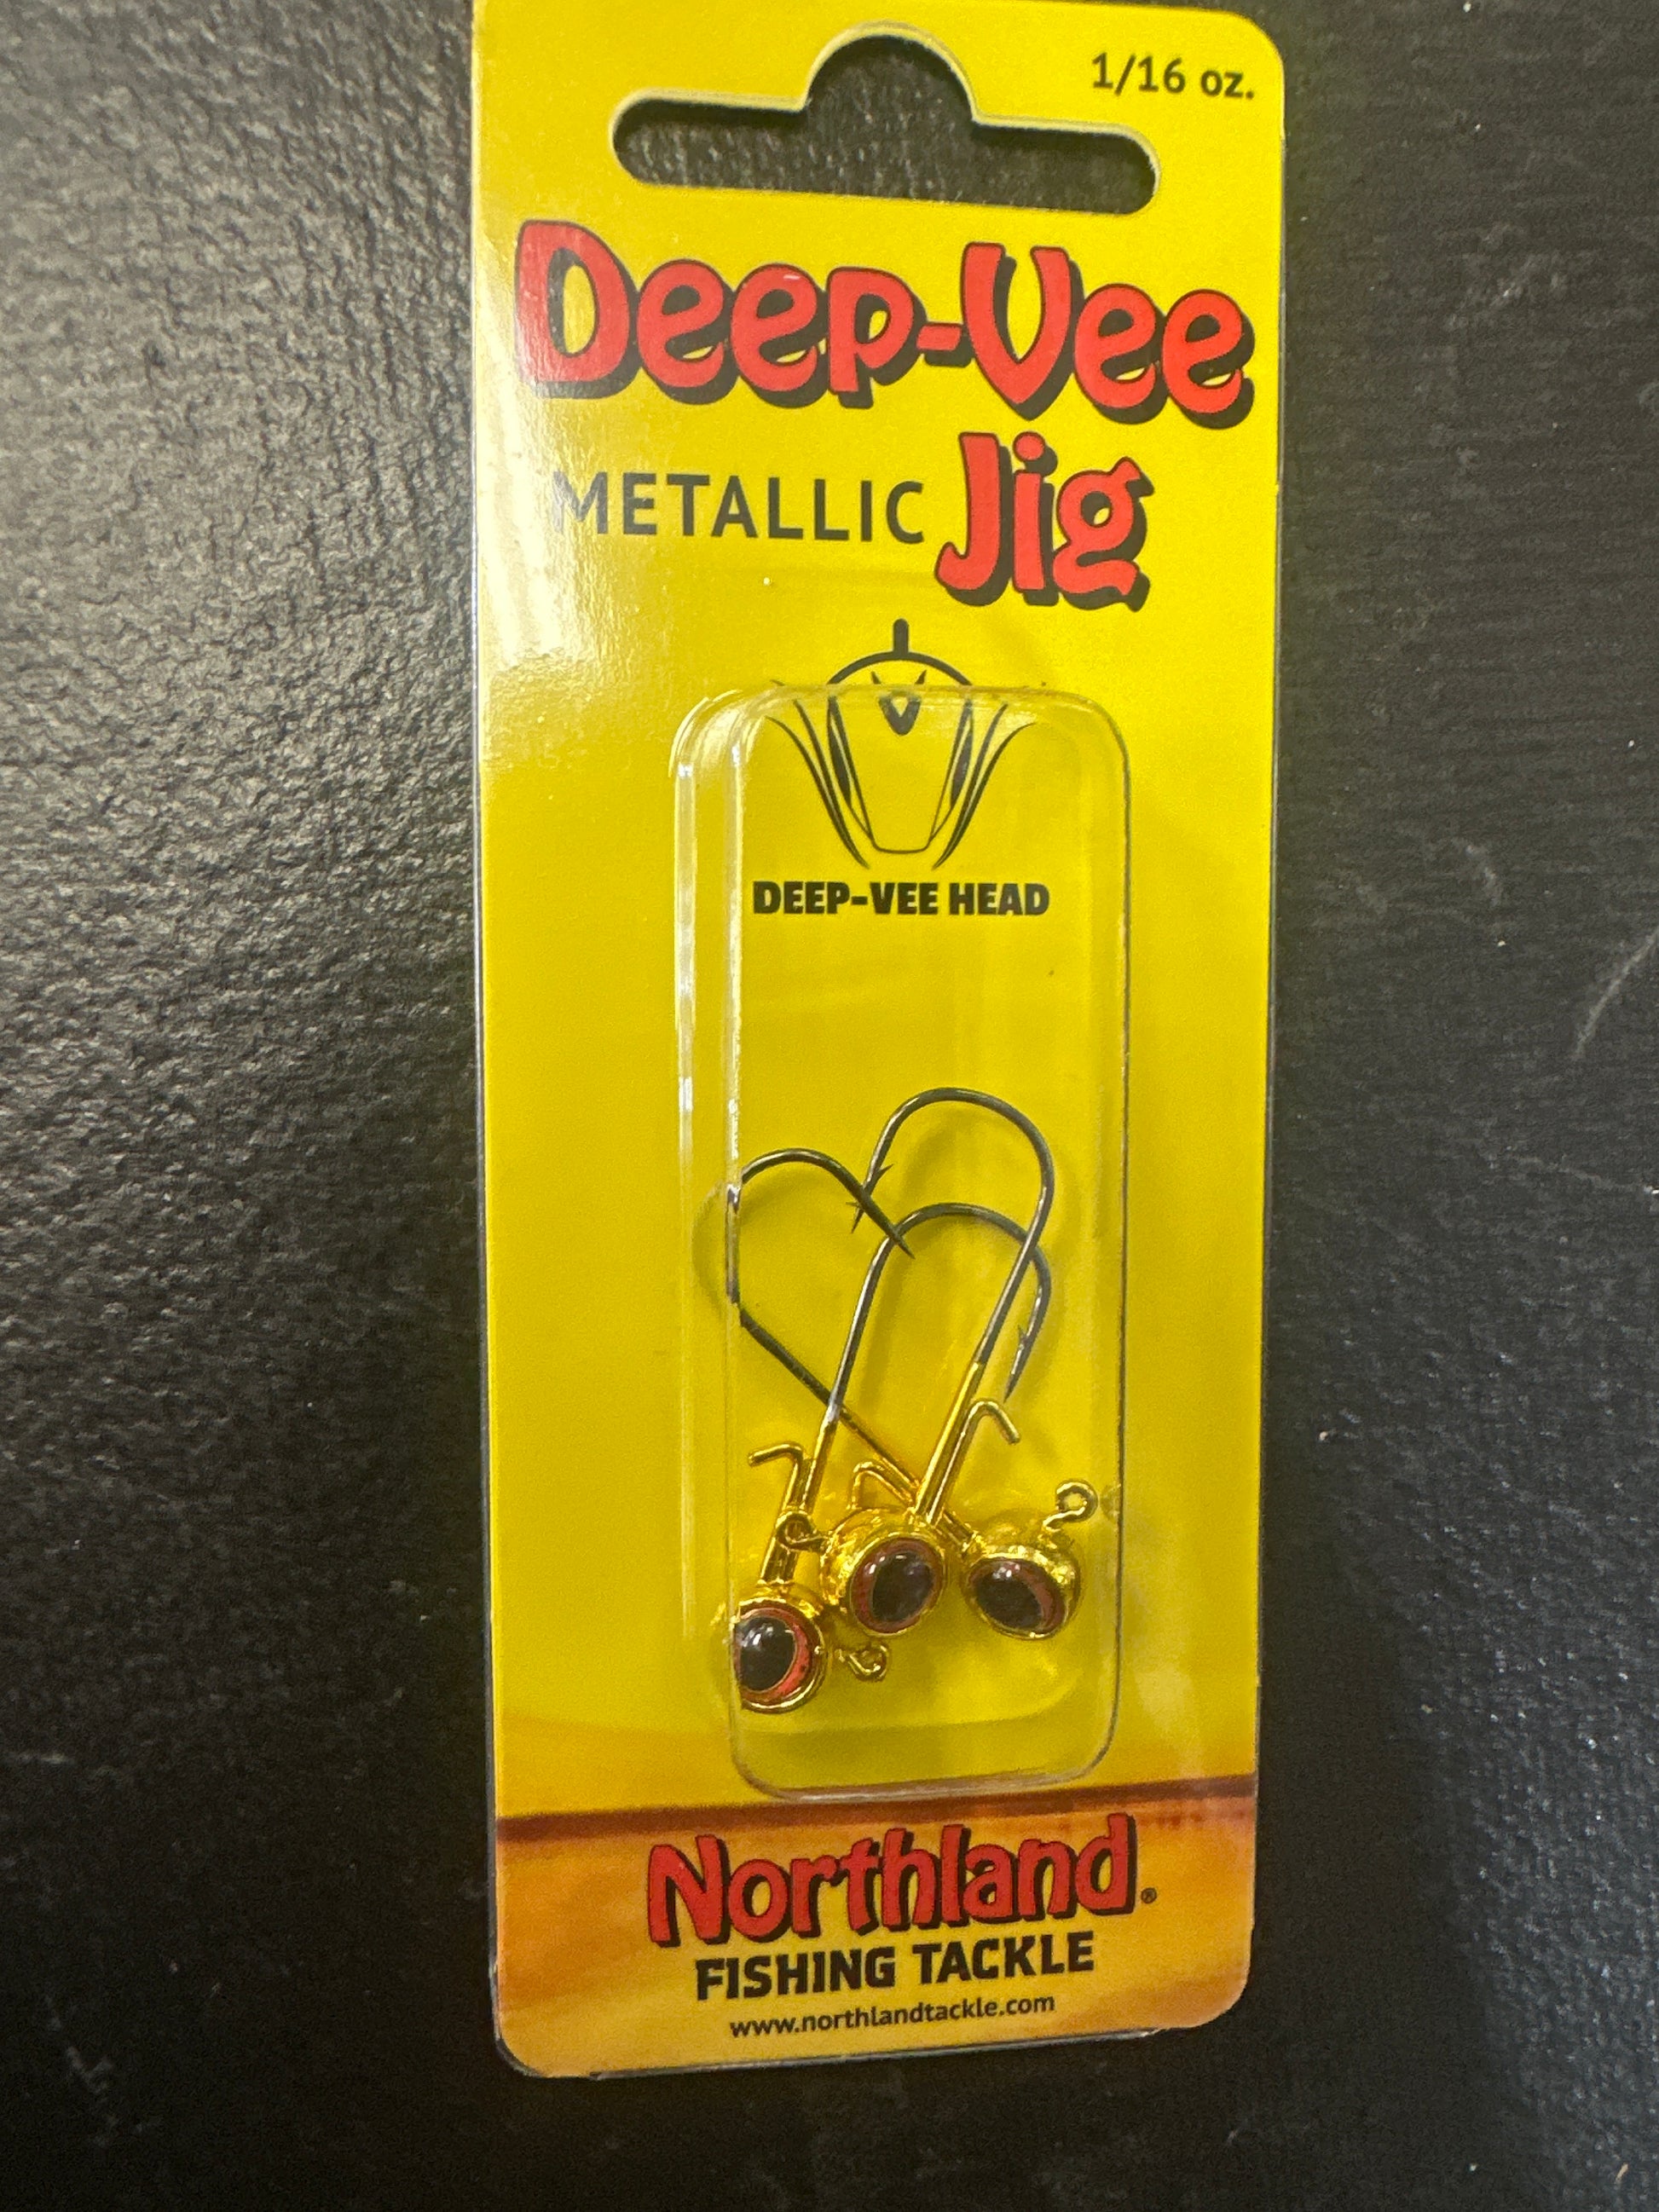 1/16 oz.
Deep-Vee
METALLIC Jig
DEEP-VEE HEAD
Northland®
FISHING TACKLE
www.northlandtackle.com